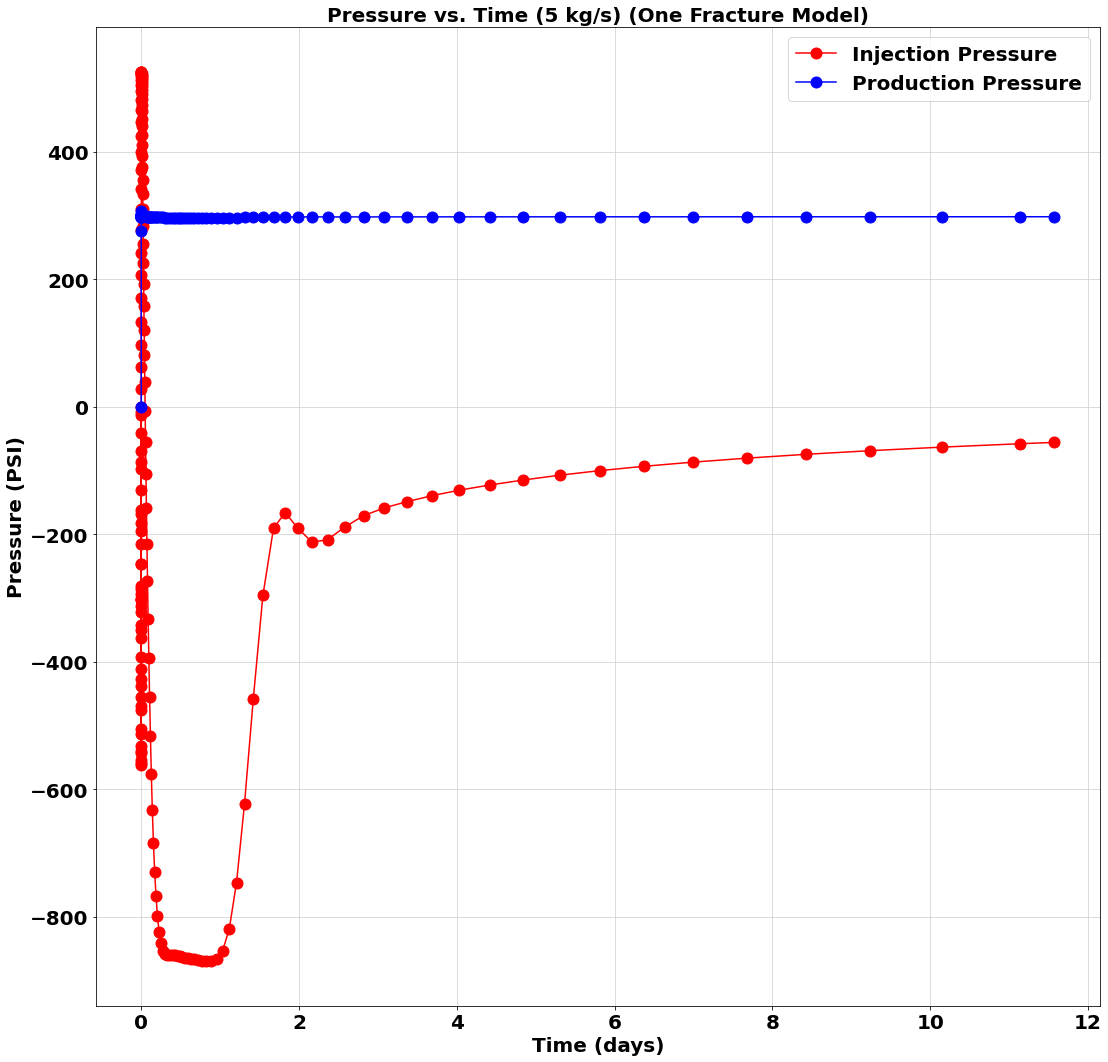 Pressure vs. Time (5 kg/s) (One Fracture Model)
Injection Pressure
Production Pressure
Pressure (PSI)
400
200
0
−200
−400
−600
−800
0 2 4 6 8 10 12
Time (days)